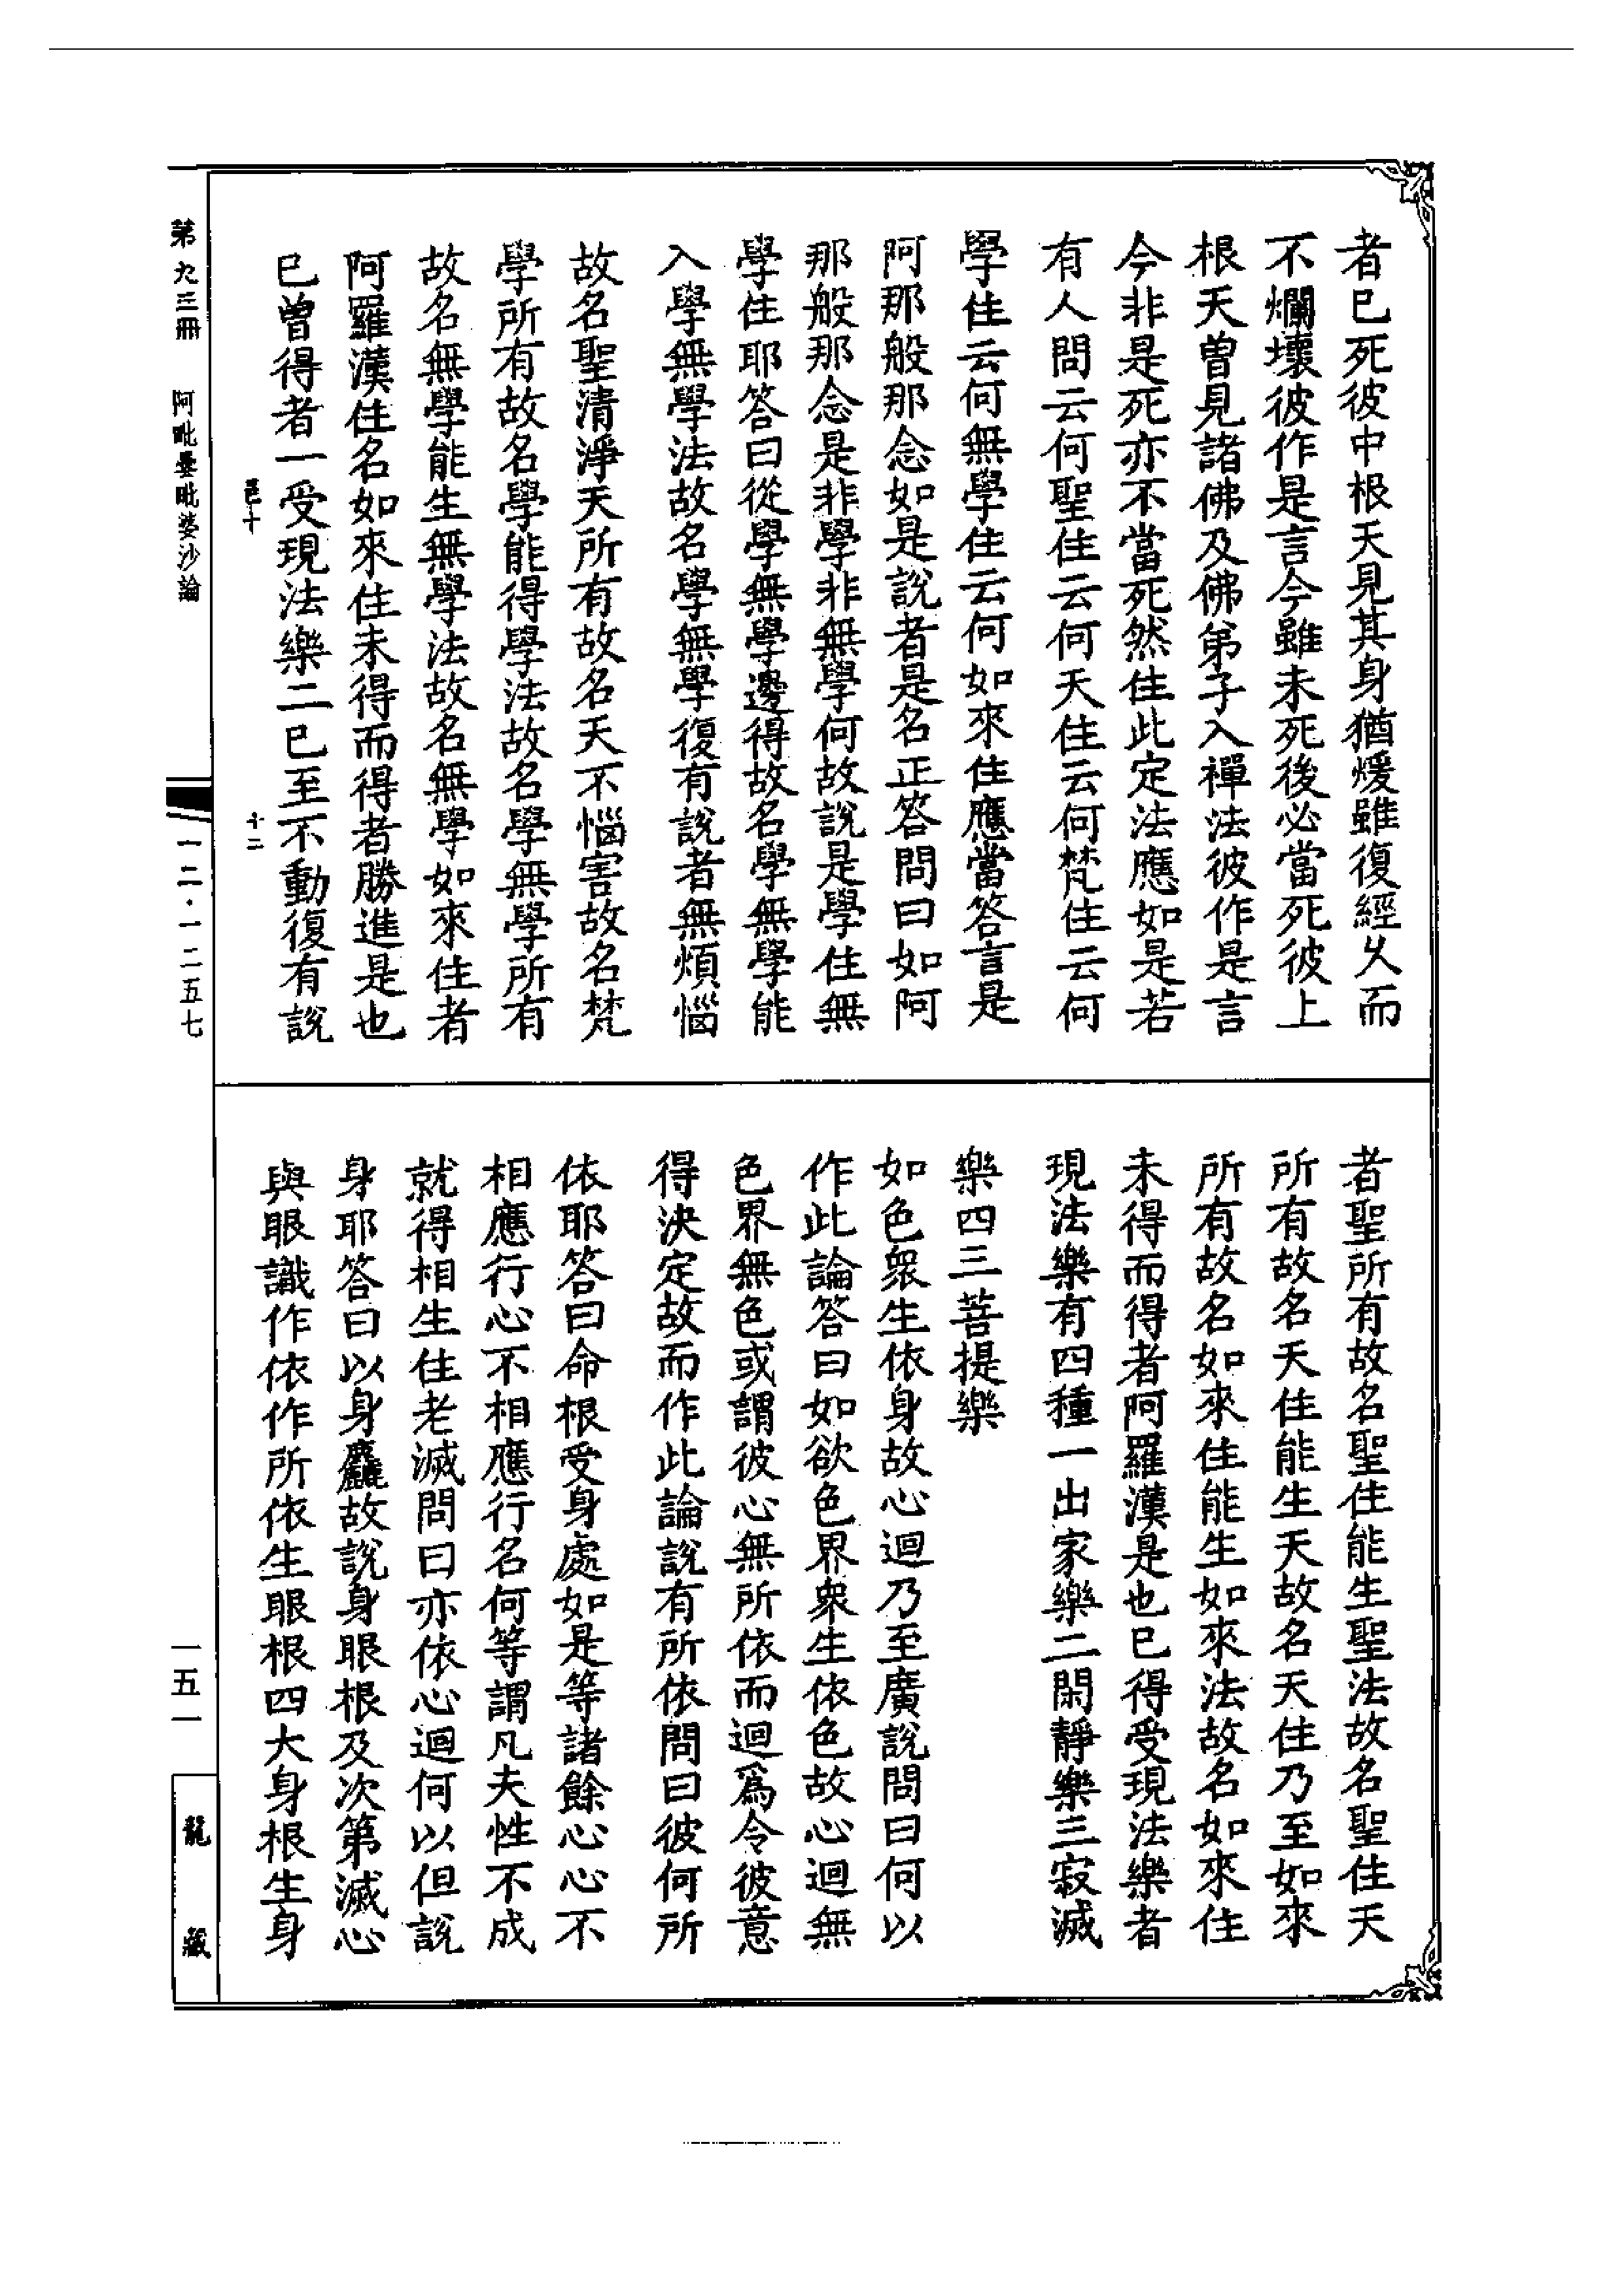 者已死彼中根天見其身猶煖雖復經久而
不爛壞彼作是言今雖未死後必當死彼上
根天曾見諸佛及佛弟子入禪法彼作是言
今非是死亦不當死然住此定法應如是若
有人問云何聖住云何天住云何梵住云何
學住云何無學住云何如來住應當答言是
阿那般那念如是說者是名正答問曰如阿
那般那念是非學非無學何故說是學住無
學住耶答曰從學無學邊得故名學無學能
入學無學法故名學無學復有說者無煩惱
故名聖清淨天所有故名天不惱害故名梵
學所有故名學能得學法故名學無學所有
故名無學能生無學法故名無學如來住者
阿羅漢住名如來住未得而得者勝進是也
已曾得者一受現法樂二已至不動復有說
者聖所有故名聖住能生聖法故名聖住天
所有故名天住能生天故名天住乃至如來
所有故名如來住能生如來法故名如來住
未得而得者阿羅漢是也已得受現法樂者
現法樂有四種一出家樂二閑靜樂三寂滅
樂四三菩提樂
如色眾生依身故心迴乃至廣說問曰何以
作此論答曰如欲色界眾生依色故心迴無
色界無色或謂彼心無所依而迴爲令彼意
得決定故而作此論說有所依問曰彼何所
依耶答曰命根受身處如是等諸餘心心不
相應行心不相應行名何等謂凡夫性不成
就得相生住老滅問曰亦依心迴何以但說
身耶答曰以身麤故說身眼根及次第滅心
與眼識作依作所依生眼根四大身根生身
邑十
十二
第九三冊
阿毗曇毗婆沙論
一二·一二五七
一五一
龍藏